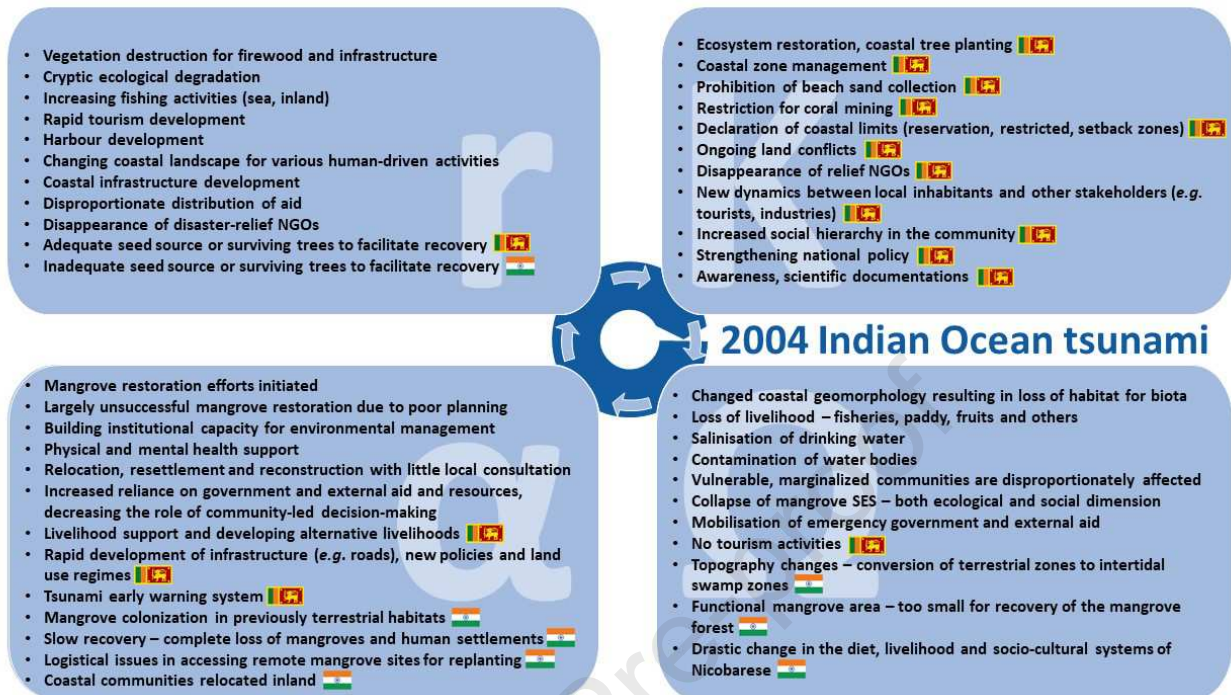 • Vegetation destruction for firewood and infrastructure
• Cryptic ecological degradation
• Increasing fishing activities (sea, inland)
• Rapid tourism development
• Harbour development
• Changing coastal landscape for various human-driven activities
• Coastal infrastructure development
• Disproportionate distribution of aid
• Disappearance of disaster-relief NGOs
• Adequate seed source or surviving trees to facilitate recovery
• Inadequate seed source or surviving trees to facilitate recovery
r
• Ecosystem restoration, coastal tree planting
• Coastal zone management
• Prohibition of beach sand collection
• Restriction for coral mining
• Declaration of coastal limits (reservation, restricted, setback zones)
• Ongoing land conflicts
• Disappearance of relief NGOs
• New dynamics between local inhabitants and other stakeholders (e.g.
tourists, industries)
• Increased social hierarchy in the community
• Strengthening national policy
• Awareness, scientific documentations
K
2004 Indian Ocean tsunami
• Mangrove restoration efforts initiated
• Largely unsuccessful mangrove restoration due to poor planning
• Building institutional capacity for environmental management
• Physical and mental health support
• Relocation, resettlement and reconstruction with little local consultation
• Increased reliance on government and external aid and resources,
decreasing the role of community-led decision-making
• Livelihood support and developing alternative livelihoods
• Rapid development of infrastructure (e.g. roads), new policies and land
use regimes
• Tsunami early warning system
• Mangrove colonization in previously terrestrial habitats
• Slow recovery – complete loss of mangroves and human settlements
• Logistical issues in accessing remote mangrove sites for replanting
• Coastal communities relocated inland
α
• Changed coastal geomorphology resulting in loss of habitat for biota
• Loss of livelihood – fisheries, paddy, fruits and others
• Salinisation of drinking water
• Contamination of water bodies
• Vulnerable, marginalized communities are disproportionately affected
• Collapse of mangrove SES – both ecological and social dimension
• Mobilisation of emergency government and external aid
• No tourism activities
• Topography changes – conversion of terrestrial zones to intertidal
swamp zones
• Functional mangrove area – too small for recovery of the mangrove
forest
• Drastic change in the diet, livelihood and socio-cultural systems of
Nicobarese
Ω